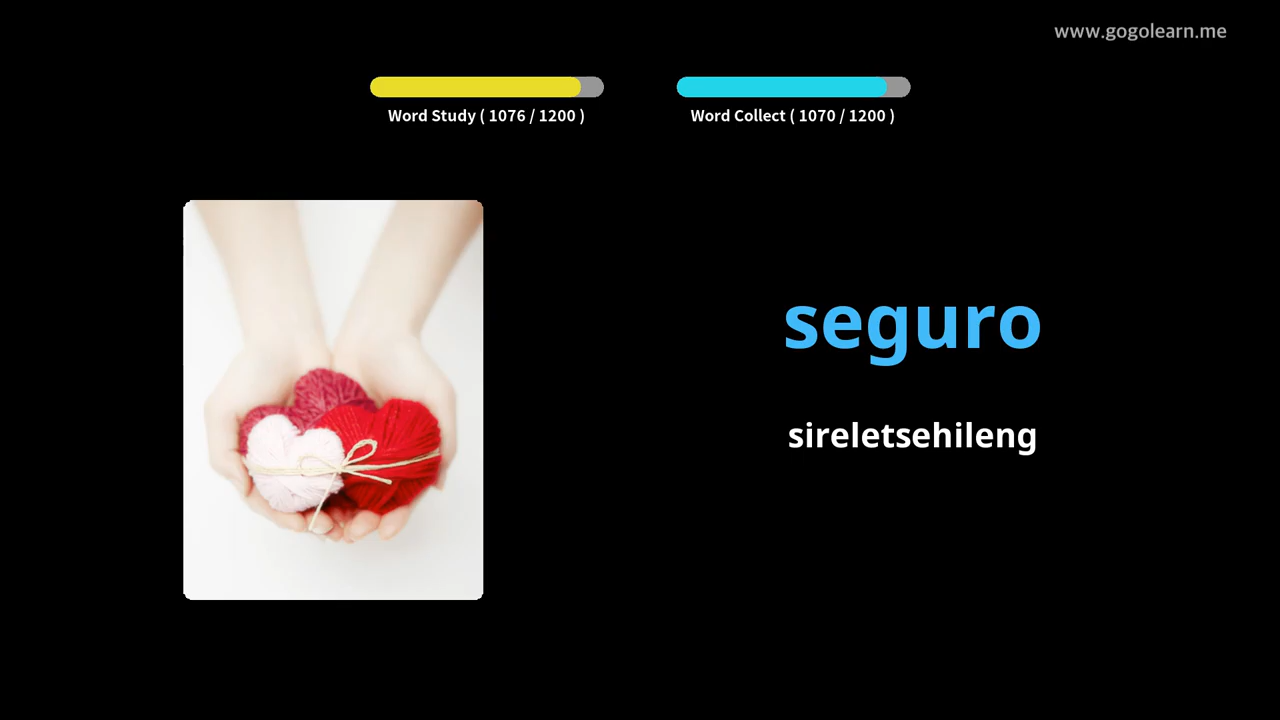 www.gogolearn.me
Word Study ( 1076 / 1200 )
Word Collect ( 1070 / 1200 )
seguro
sireletsehileng